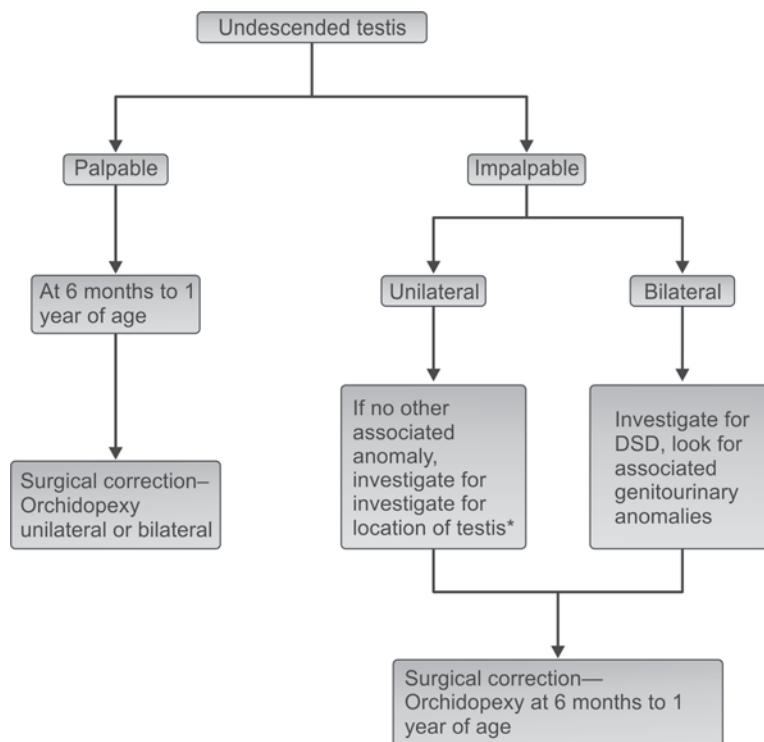 Undescended testis
Palpable
Impalpable
At 6 months to 1
year of age
Unilateral
Bilateral
Surgical correction–
Orchidopexy
unilateral or bilateral
If no other
associated
anomaly,
investigate for
investigate for
location of testis*
Investigate for
DSD, look for
associated
genitourinary
anomalies
Surgical correction—
Orchidopexy at 6 months to 1
year of age